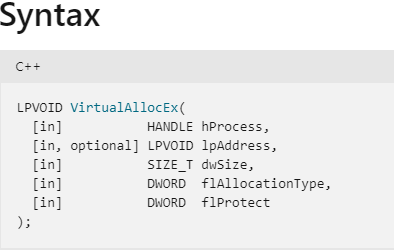 Syntax
C++
LPVOID VirtualAllocEx(
  [in]           HANDLE hProcess,
  [in, optional] LPVOID lpAddress,
  [in]           SIZE_T dwSize,
  [in]           DWORD  flAllocationType,
  [in]           DWORD  flProtect
);